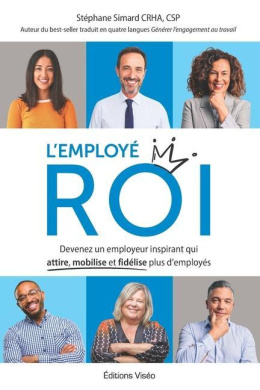 Stéphane Simard CRHA, CSP
Auteur du best-seller traduit en quatre langues Générer l'engagement au travail
L'EMPLOYÉ
ROI
Devenez un employeur inspirant qui
attire, mobilise et fidélise plus d'employés
Éditions Viséo